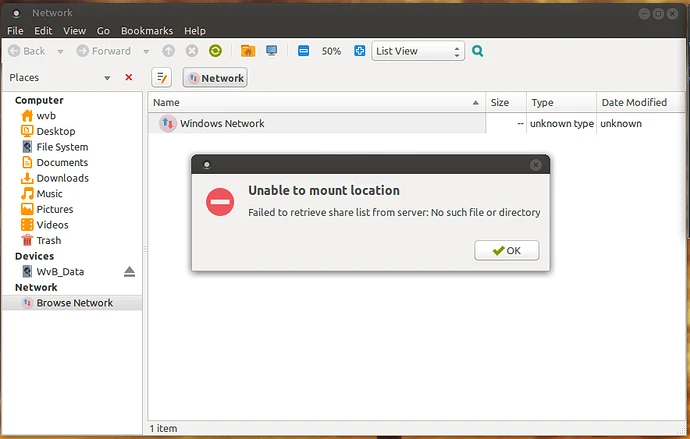 Network
File Edit View Go Bookmarks Help
Back Forward 50% List View
Places Network
Computer
wvb
Desktop
File System
Documents
Downloads
Music
Pictures
Videos
Trash
Devices
WvB_Data
Network
Browse Network
Name Size Type Date Modified
Windows Network -- unknown type unknown
Unable to mount location
Failed to retrieve share list from server: No such file or directory
OK
1 item